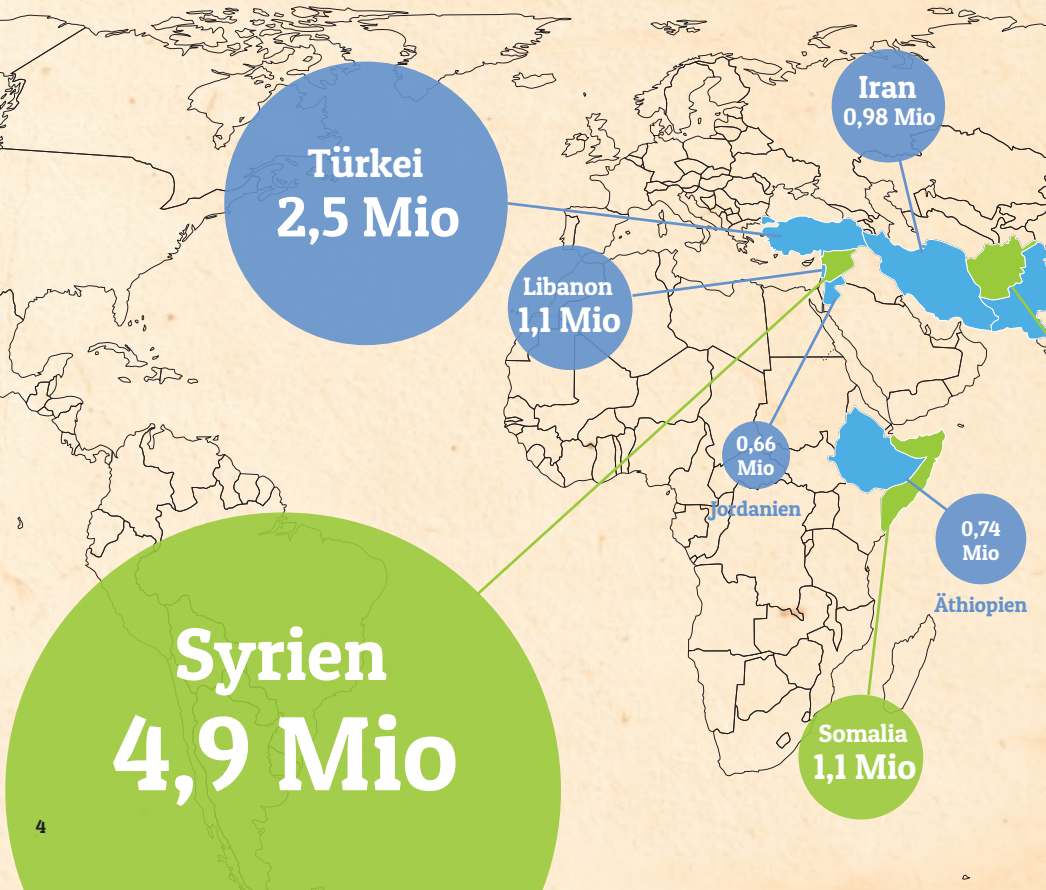 Iran
0,98 Mio
Türkei
2,5 Mio
Libanon
1,1 Mio
0,66
Mio
Jordanien
0,74
Mio
Äthiopien
Syrien
4,9 Mio
Somalia
1,1 Mio
4